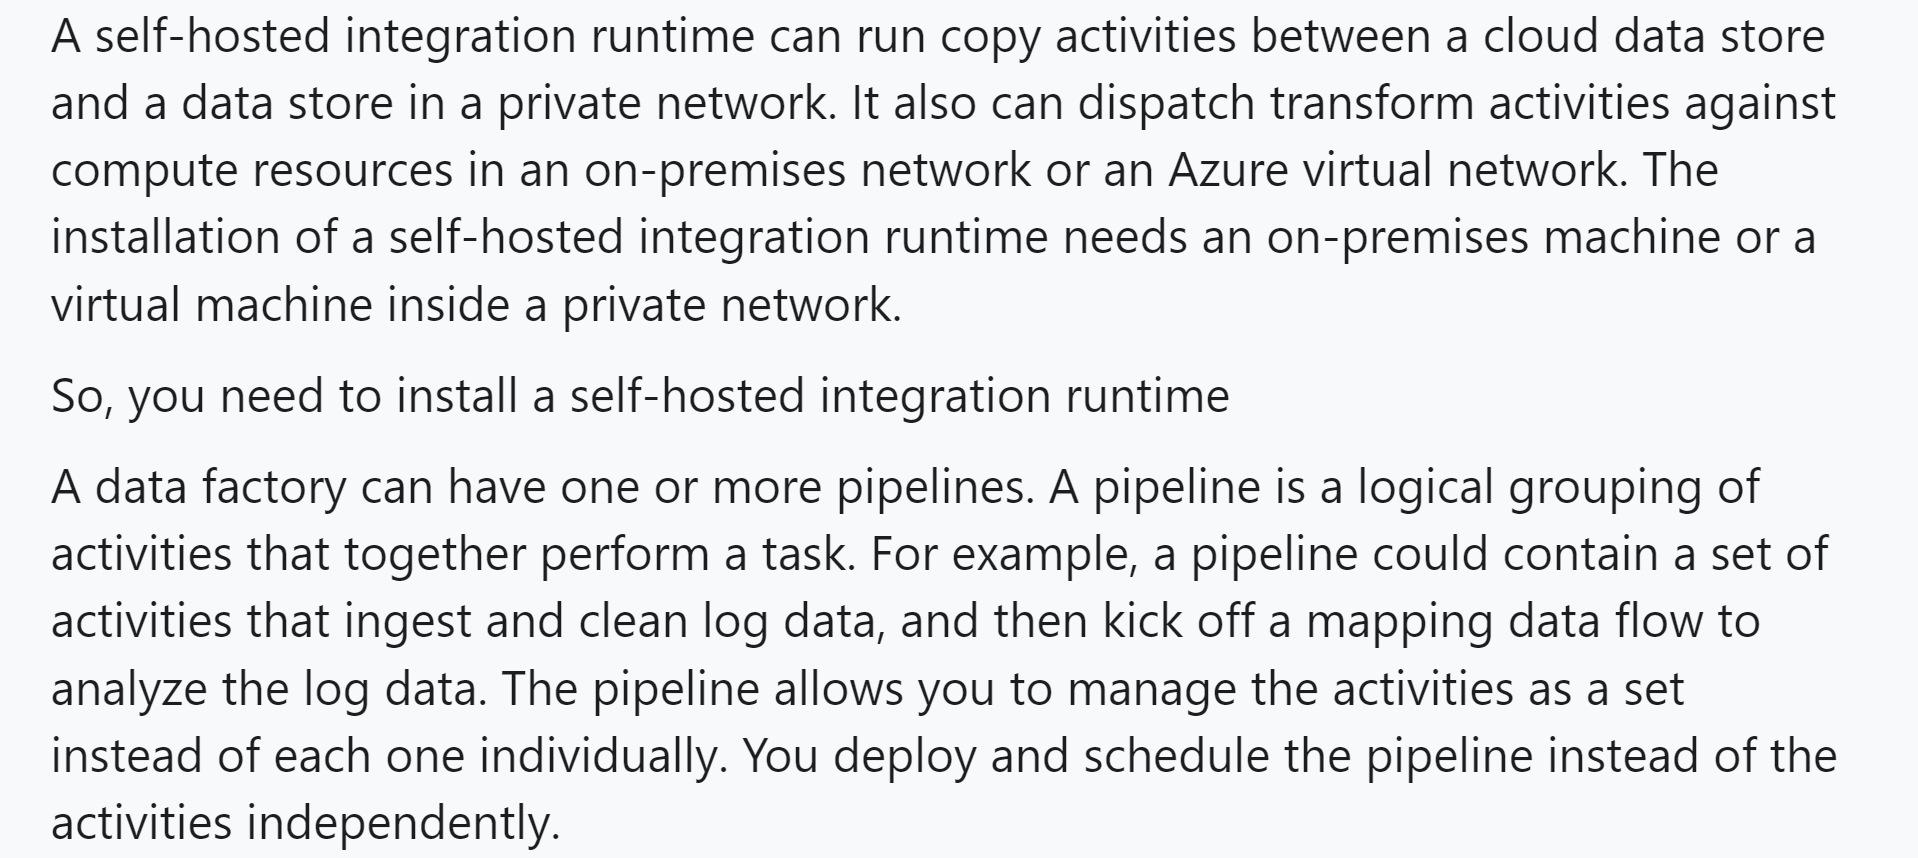 A self-hosted integration runtime can run copy activities between a cloud data store
and a data store in a private network. It also can dispatch transform activities against
compute resources in an on-premises network or an Azure virtual network. The
installation of a self-hosted integration runtime needs an on-premises machine or a
virtual machine inside a private network.
So, you need to install a self-hosted integration runtime
A data factory can have one or more pipelines. A pipeline is a logical grouping of
activities that together perform a task. For example, a pipeline could contain a set of
activities that ingest and clean log data, and then kick off a mapping data flow to
analyze the log data. The pipeline allows you to manage the activities as a set
instead of each one individually. You deploy and schedule the pipeline instead of the
activities independently.